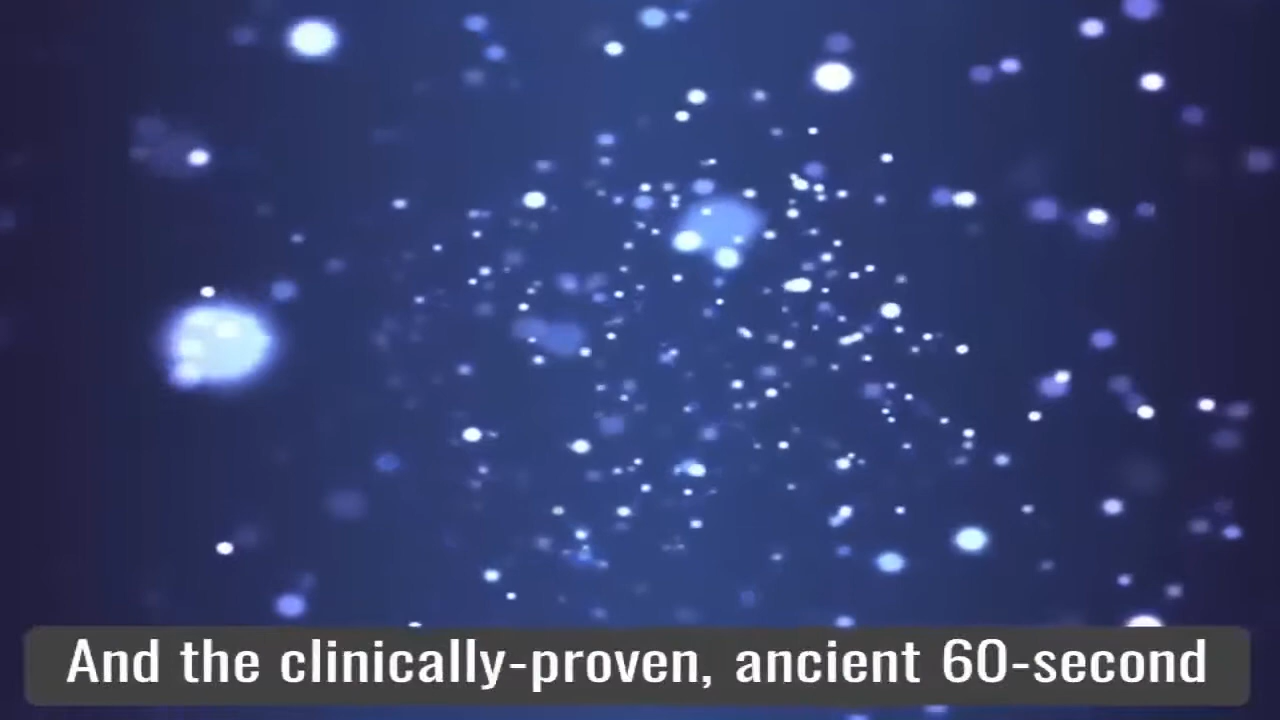 And the clinically-proven, ancient 60-second